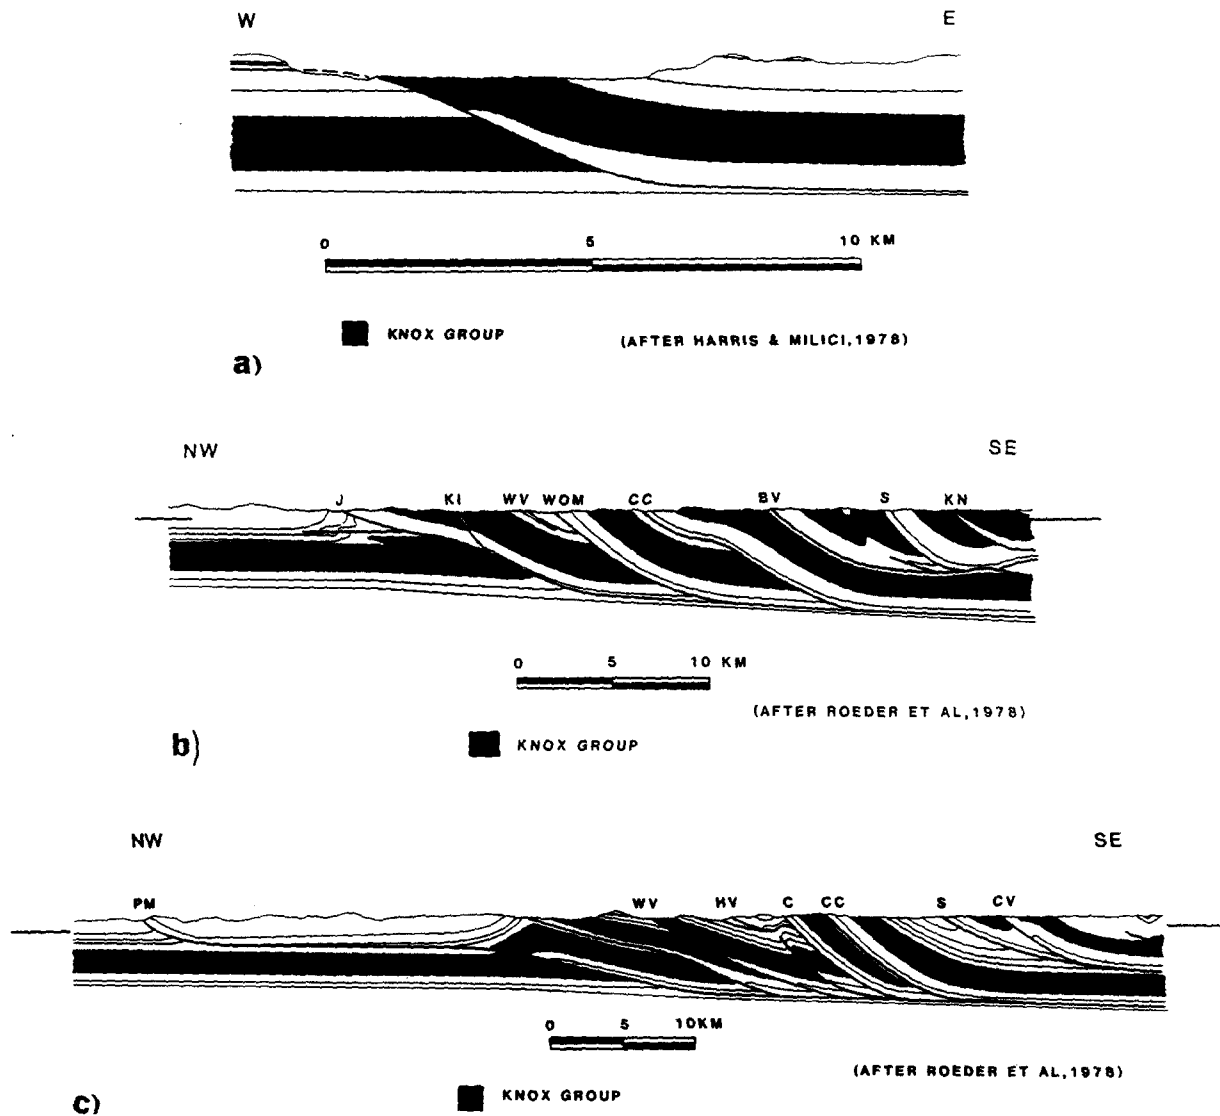 W E
0 5 10 KM
KNOX GROUP (AFTER HARRIS & MILICI,1978)
a)
NW SE
J KI WV WOM CC BV S KN
0 5 10 KM
(AFTER ROEDER ET AL,1978)
b)
KNOX GROUP
NW SE
PM WV HV C CC S CV
0 5 10KM
(AFTER ROEDER ET AL,1978)
KNOX GROUP
c)